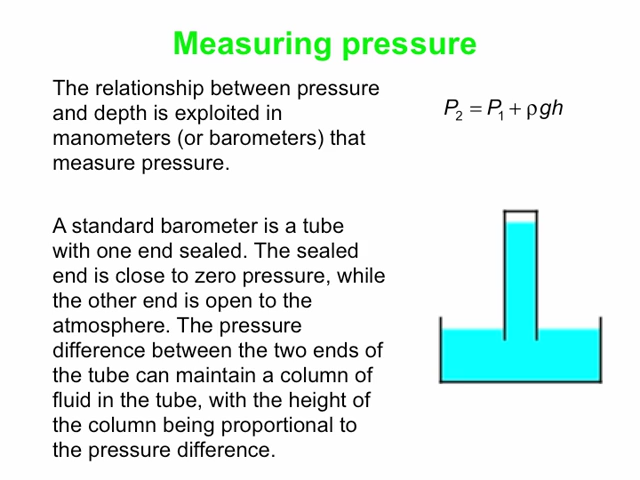 Measuring pressure
The relationship between pressure
and depth is exploited in
manometers (or barometers) that
measure pressure.
P₂ = P₁ + ρgh
A standard barometer is a tube
with one end sealed. The sealed
end is close to zero pressure, while
the other end is open to the
atmosphere. The pressure
difference between the two ends of
the tube can maintain a column of
fluid in the tube, with the height of
the column being proportional to
the pressure difference.